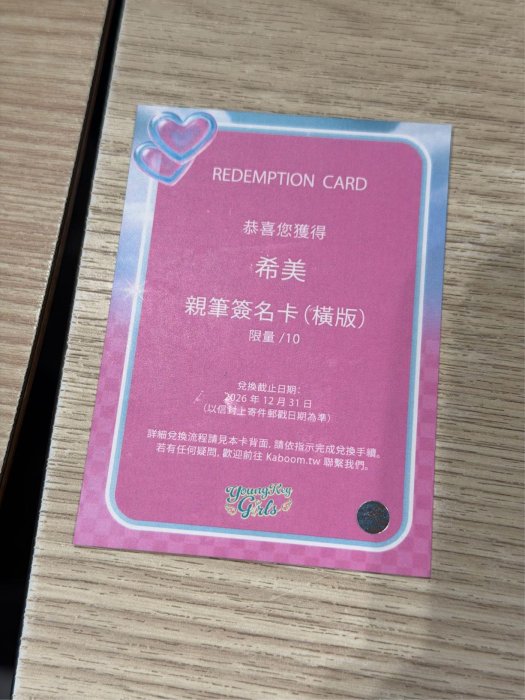 REDEMPTION CARD
恭喜您獲得
希美
親筆簽名卡(橫版)
限量 /10
兌換截止日期：
2026 年 12 月 31 日
(以信封上寄件郵戳日期為準)
詳細兌換流程請見本卡背面, 請依指示完成兌換手續。
若有任何疑問, 歡迎前往 Kaboom.tw 聯繫我們。
Young Hey
Girls